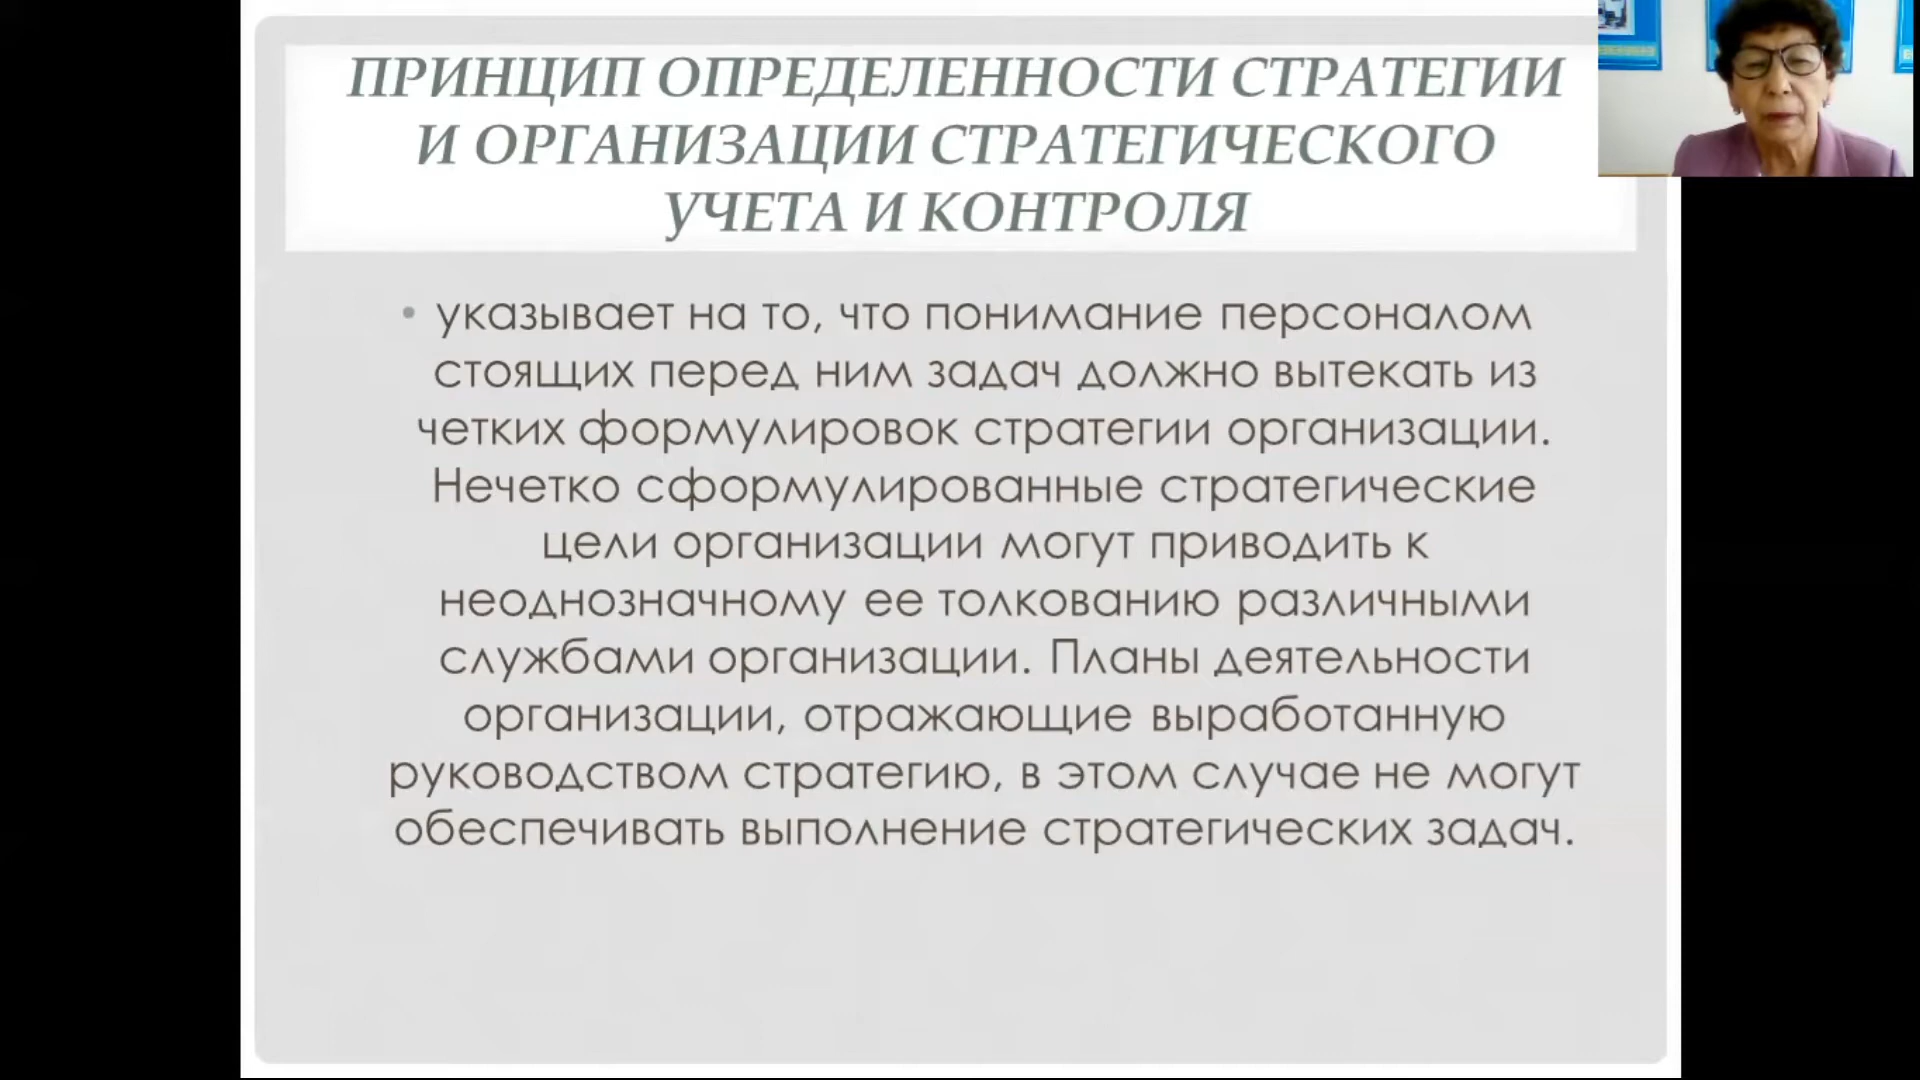 ПРИНЦИП ОПРЕДЕЛЕННОСТИ СТРАТЕГИИ
И ОРГАНИЗАЦИИ СТРАТЕГИЧЕСКОГО
УЧЕТА И КОНТРОЛЯ
• указывает на то, что понимание персоналом
стоящих перед ним задач должно вытекать из
четких формулировок стратегии организации.
Нечетко сформулированные стратегические
цели организации могут приводить к
неоднозначному ее толкованию различными
службами организации. Планы деятельности
организации, отражающие выработанную
руководством стратегию, в этом случае не могут
обеспечивать выполнение стратегических задач.